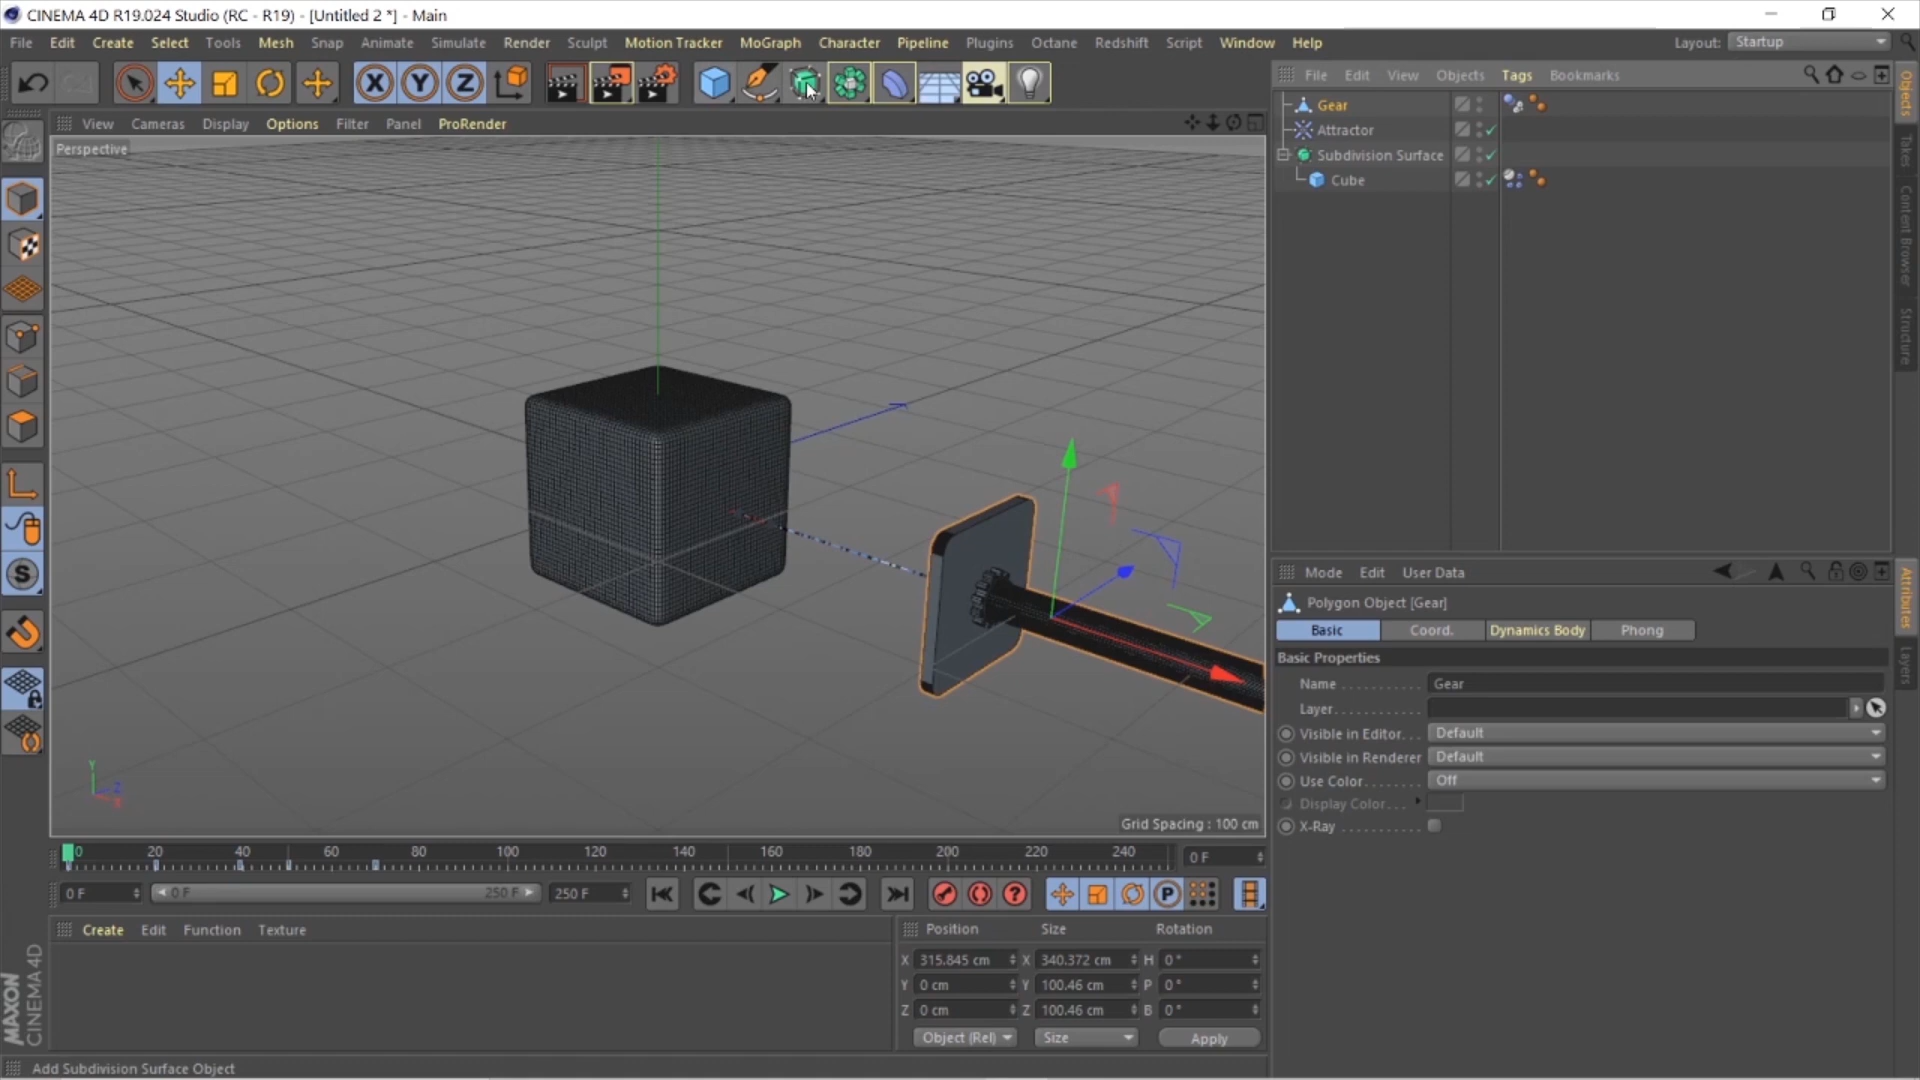 CINEMA 4D R19.024 Studio (RC - R19) - [Untitled 2 *] - Main
File Edit Create Select Tools Mesh Snap Animate Simulate Render Sculpt Motion Tracker MoGraph Character Pipeline Plugins Octane Redshift Script Window Help Layout: Startup
X Y Z
File Edit View Objects Tags Bookmarks
View Cameras Display Options Filter Panel ProRender
Perspective
Gear
Attractor
Subdivision Surface
Cube
Objects
Takes
Content Browser
Structure
Mode Edit User Data
Polygon Object [Gear]
Basic Coord. Dynamics Body Phong
Basic Properties
Name Gear
Layer
Visible in Editor Default
Visible in Renderer Default
Use Color Off
Display Color
X-Ray
Attributes
Layers
S
Y
Z
X
Grid Spacing : 100 cm
0 20 40 60 80 100 120 140 160 180 200 220 240 0 F
0 F 0 F 250 F 250 F ? P
Create Edit Function Texture
Position Size Rotation
X 315.845 cm X 340.372 cm H 0 °
Y 0 cm Y 100.46 cm P 0 °
Z 0 cm Z 100.46 cm B 0 °
Object (Rel) Size Apply
MAXON
CINEMA 4D
Add Subdivision Surface Object